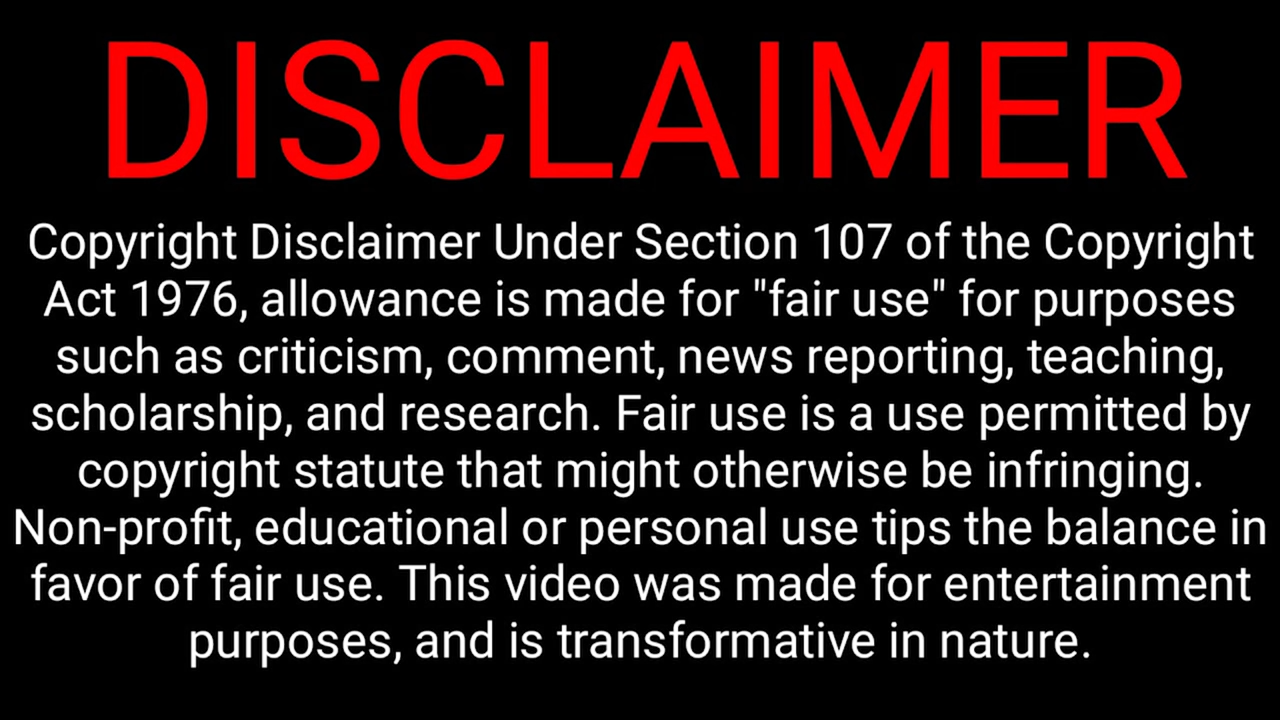 DISCLAIMER
Copyright Disclaimer Under Section 107 of the Copyright
Act 1976, allowance is made for "fair use" for purposes
such as criticism, comment, news reporting, teaching,
scholarship, and research. Fair use is a use permitted by
copyright statute that might otherwise be infringing.
Non-profit, educational or personal use tips the balance in
favor of fair use. This video was made for entertainment
purposes, and is transformative in nature.